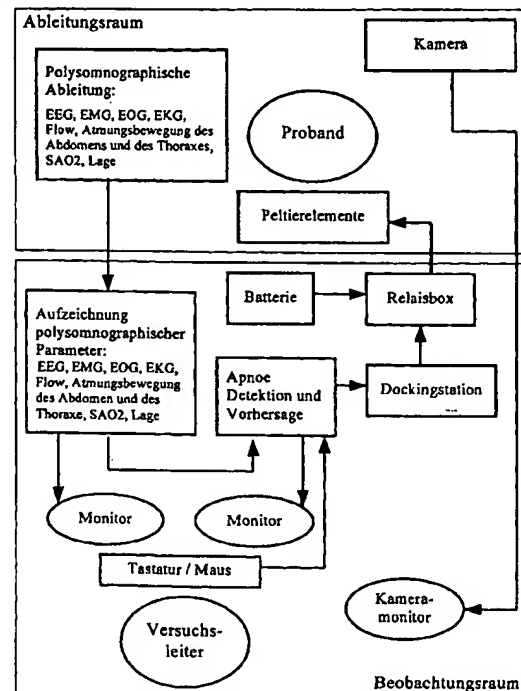 Ableitungsraum
Kamera
Polysomnographische
Ableitung:
EEG, EMG, EOG, EKG,
Flow, Atmungsbewegung des
Abdomens und des Thoraxes,
SAO2, Lage
Proband
Peltierelemente
Batterie
Relaisbox
Aufzeichnung
polysomnographischer
Parameter:
EEG, EMG, EOG, EKG,
Flow, Atmungsbewegung
des Abdomen und des
Thoraxe, SAO2, Lage
Apnoe
Detektion und
Vorhersage
Dockingstation
Monitor
Monitor
Tastatur / Maus
Versuchs-
leiter
Kamera-
monitor
Beobachtungsraum